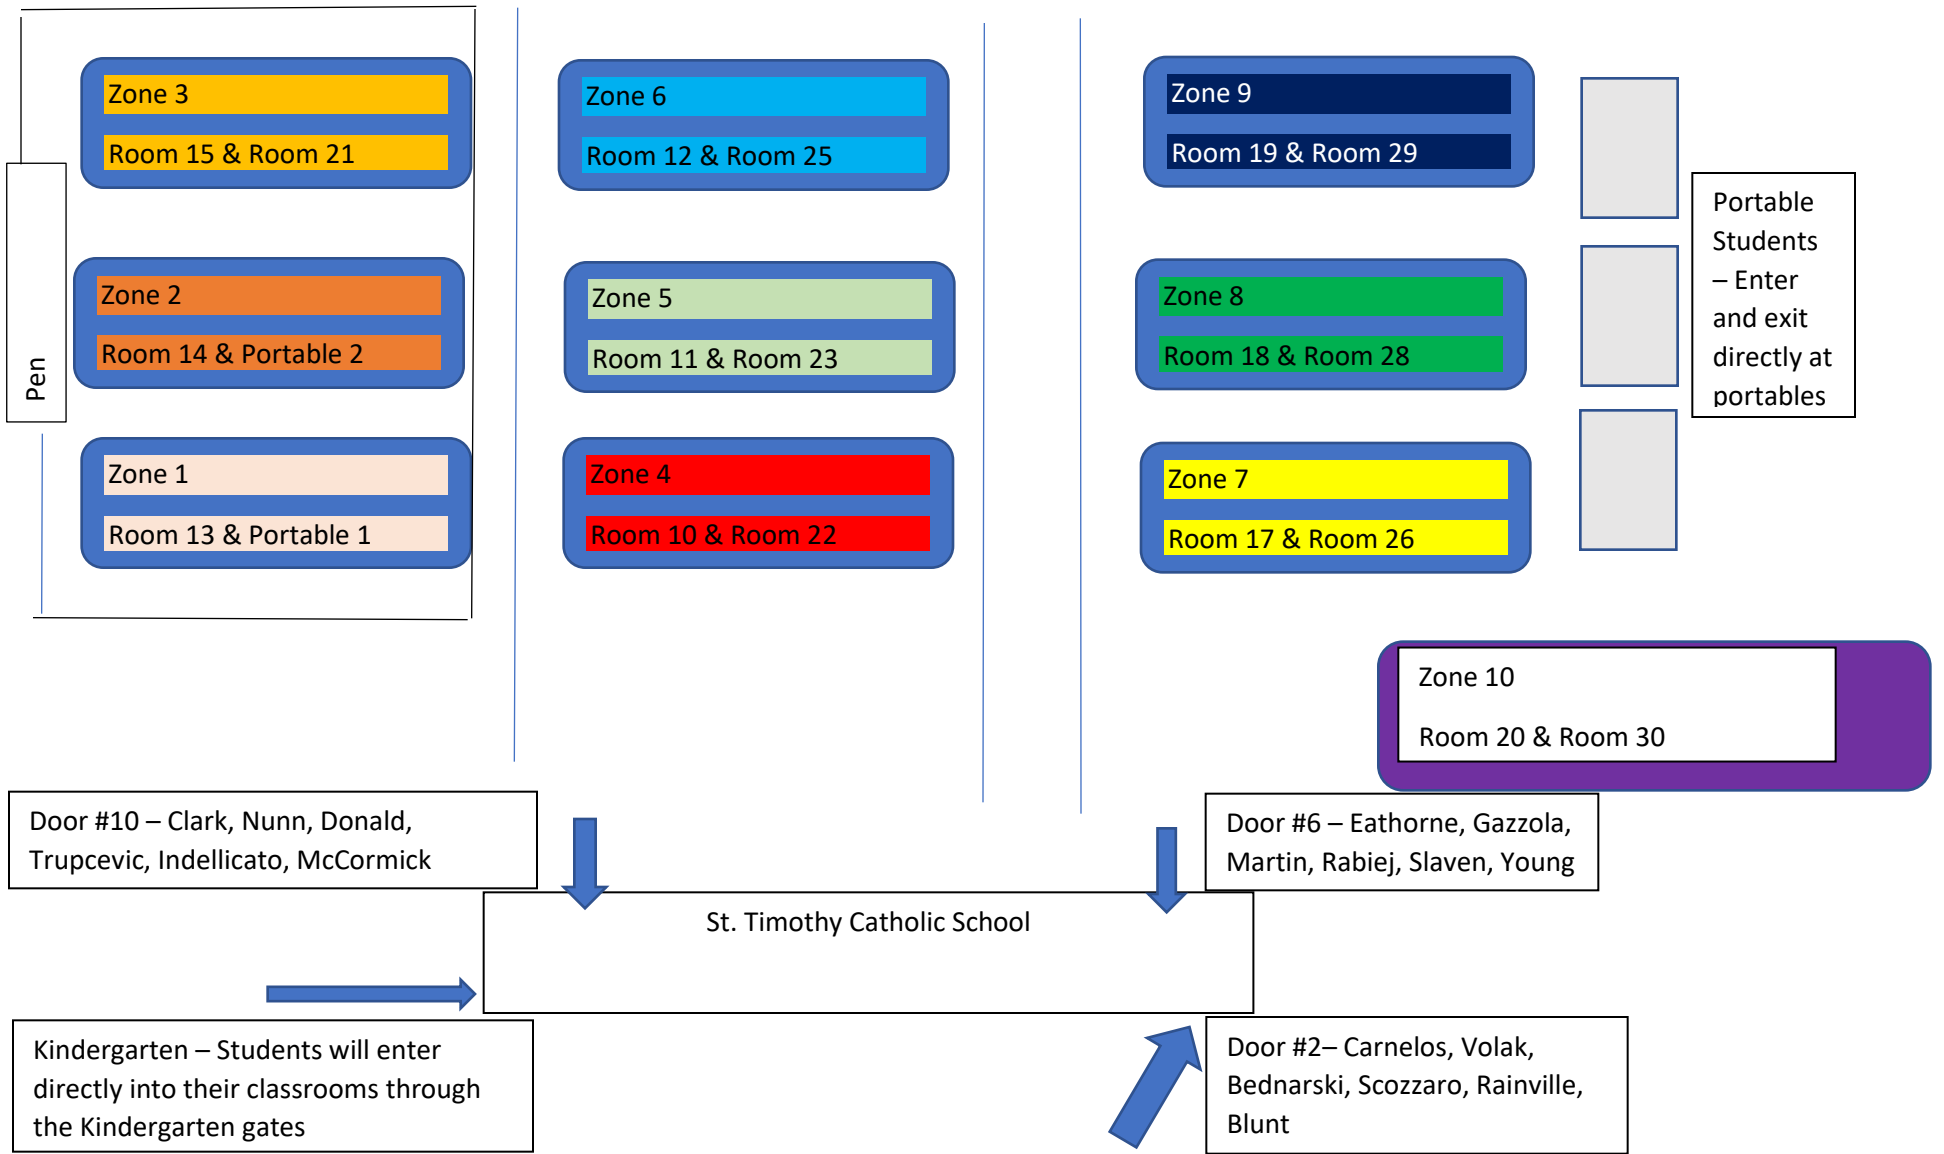 Zone 3
Room 15 & Room 21
Zone 6
Room 12 & Room 25
Zone 9
Room 19 & Room 29
Portable
Students
– Enter
and exit
directly at
portables
Pen
Zone 2
Room 14 & Portable 2
Zone 5
Room 11 & Room 23
Zone 8
Room 18 & Room 28
Zone 1
Room 13 & Portable 1
Zone 4
Room 10 & Room 22
Zone 7
Room 17 & Room 26
Zone 10
Room 20 & Room 30
Door #10 – Clark, Nunn, Donald,
Trupcevic, Indellicato, McCormick
Door #6 – Eathorne, Gazzola,
Martin, Rabiej, Slaven, Young
St. Timothy Catholic School
Kindergarten – Students will enter
directly into their classrooms through
the Kindergarten gates
Door #2– Carnelos, Volak,
Bednarski, Scozzaro, Rainville,
Blunt